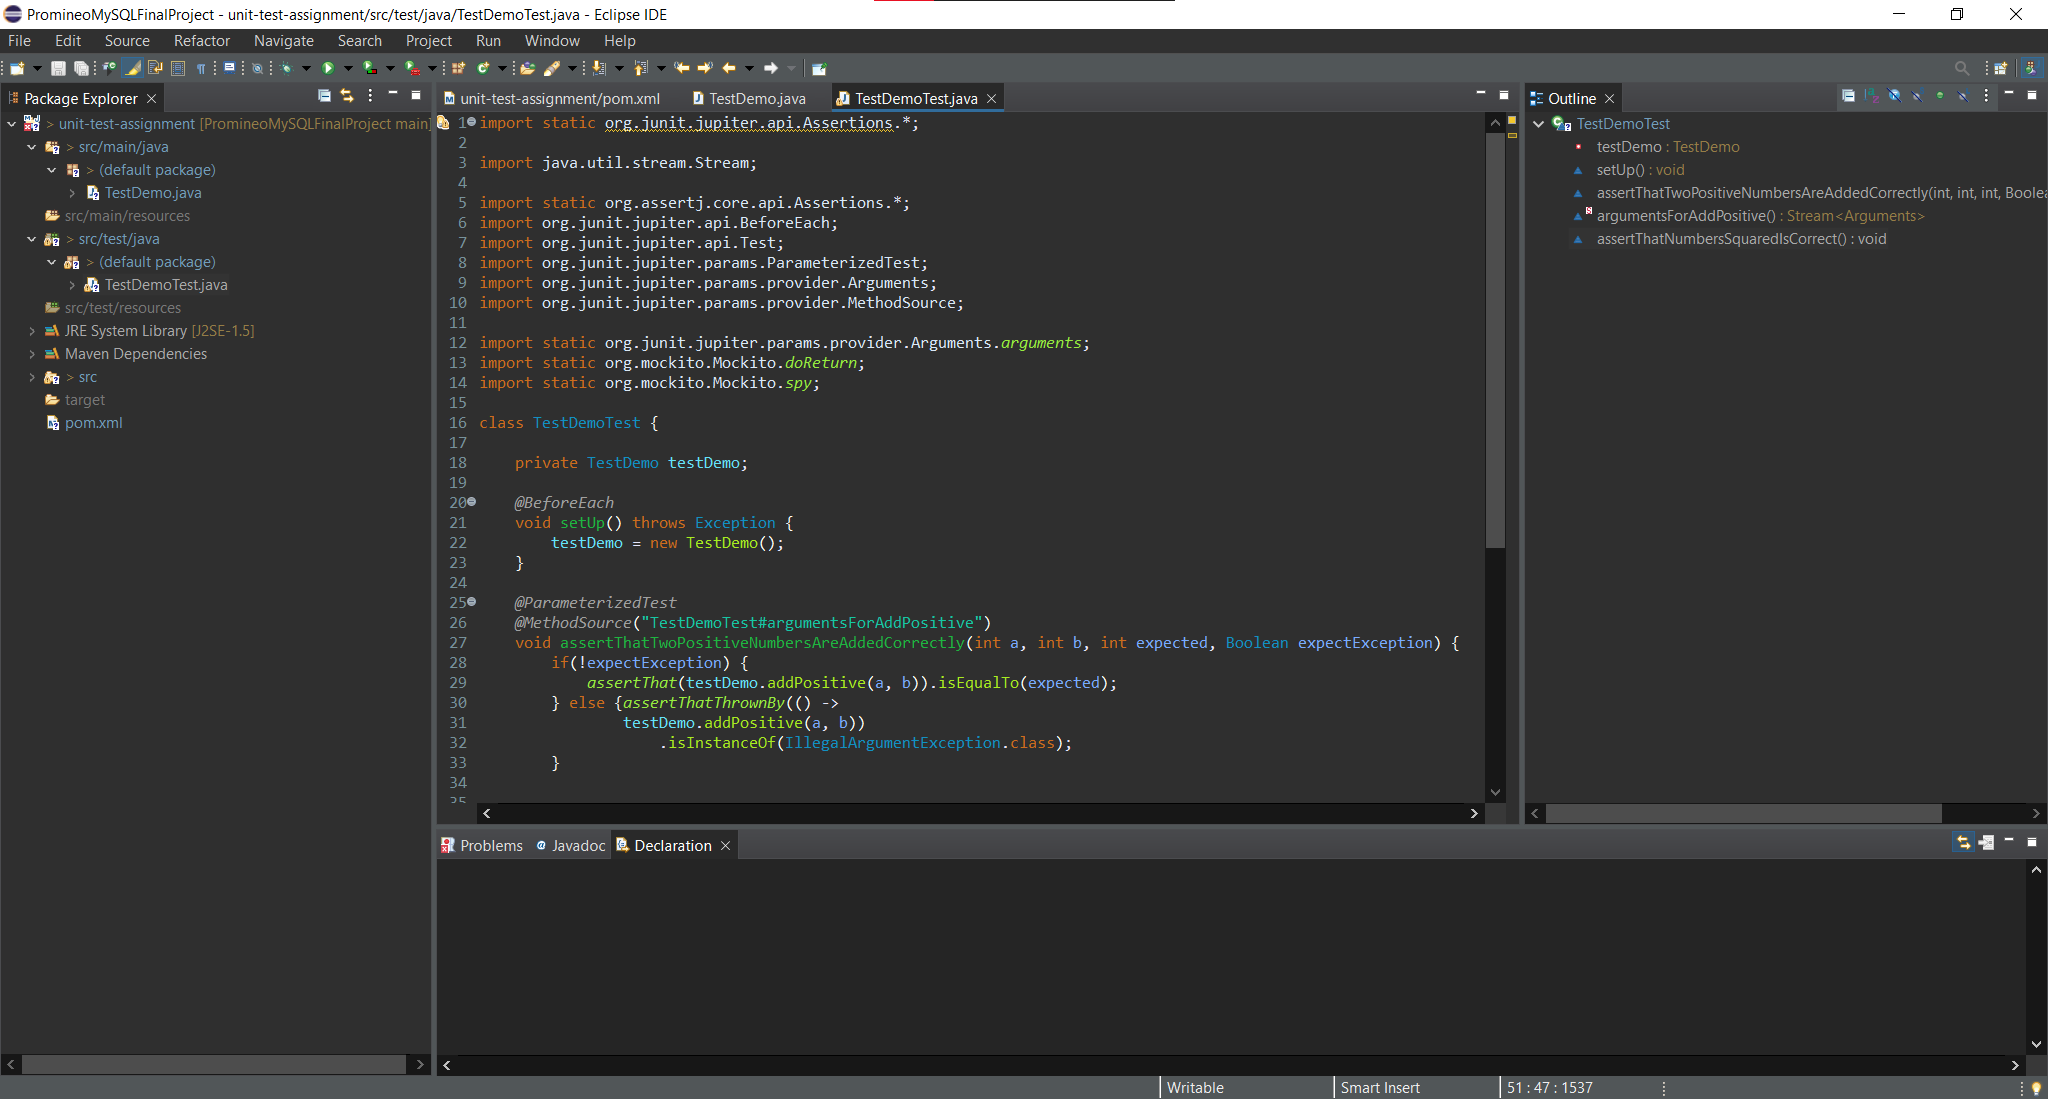 PromineoMySQLFinalProject - unit-test-assignment/src/test/java/TestDemoTest.java - Eclipse IDE
File Edit Source Refactor Navigate Search Project Run Window Help
Package Explorer
> unit-test-assignment [PromineoMySQLFinalProject main]
> src/main/java
> (default package)
TestDemo.java
src/main/resources
> src/test/java
> (default package)
TestDemoTest.java
src/test/resources
JRE System Library [J2SE-1.5]
Maven Dependencies
> src
target
pom.xml
unit-test-assignment/pom.xml TestDemo.java TestDemoTest.java
1 import static org.junit.jupiter.api.Assertions.*;
2
3 import java.util.stream.Stream;
4
5 import static org.assertj.core.api.Assertions.*;
6 import org.junit.jupiter.api.BeforeEach;
7 import org.junit.jupiter.api.Test;
8 import org.junit.jupiter.params.ParameterizedTest;
9 import org.junit.jupiter.params.provider.Arguments;
10 import org.junit.jupiter.params.provider.MethodSource;
11
12 import static org.junit.jupiter.params.provider.Arguments.arguments;
13 import static org.mockito.Mockito.doReturn;
14 import static org.mockito.Mockito.spy;
15
16 class TestDemoTest {
17
18 private TestDemo testDemo;
19
20 @BeforeEach
21 void setUp() throws Exception {
22 testDemo = new TestDemo();
23 }
24
25 @ParameterizedTest
26 @MethodSource("TestDemoTest#argumentsForAddPositive")
27 void assertThatTwoPositiveNumbersAreAddedCorrectly(int a, int b, int expected, Boolean expectException) {
28 if(!expectException) {
29 assertThat(testDemo.addPositive(a, b)).isEqualTo(expected);
30 } else {assertThatThrownBy(() ->
31 testDemo.addPositive(a, b))
32 .isInstanceOf(IllegalArgumentException.class);
33 }
34
35
Outline
TestDemoTest
testDemo : TestDemo
setUp() : void
assertThatTwoPositiveNumbersAreAddedCorrectly(int, int, int, Boolea
argumentsForAddPositive() : Stream<Arguments>
assertThatNumbersSquaredIsCorrect() : void
Problems Javadoc Declaration
Writable Smart Insert 51 : 47 : 1537